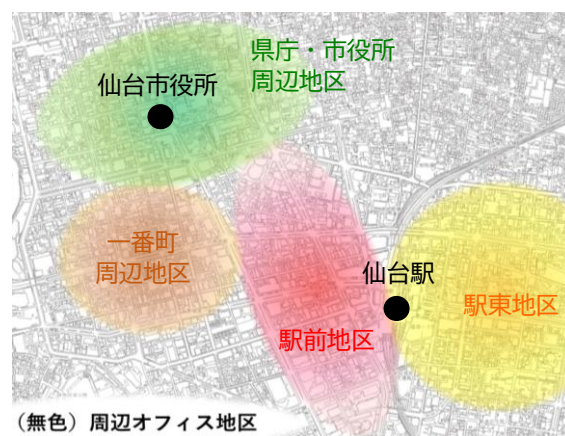 県庁・市役所
周辺地区
仙台市役所
一番町
周辺地区
仙台駅
駅東地区
駅前地区
（無色）周辺オフィス地区